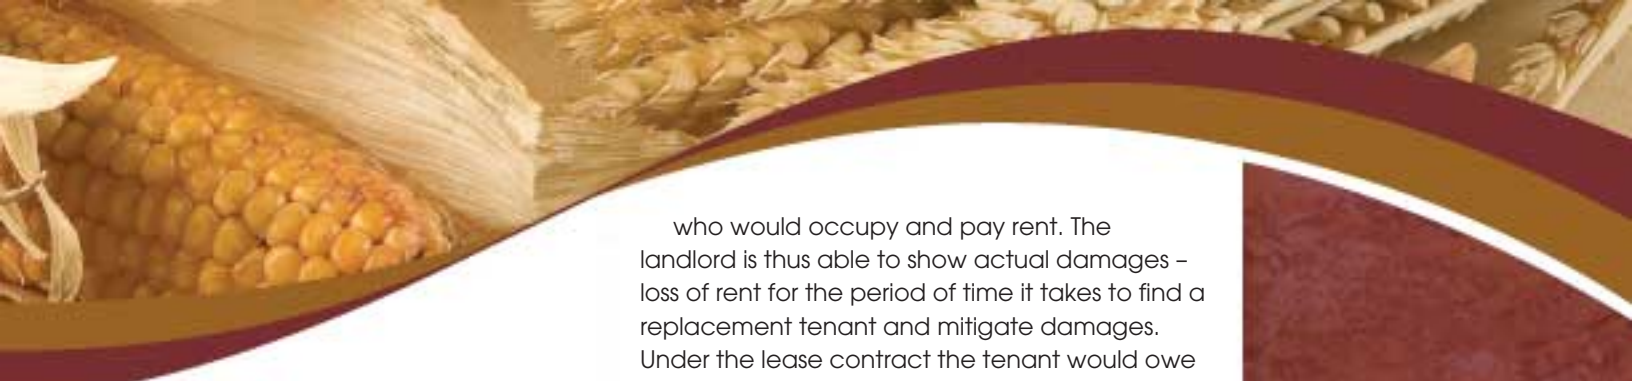 who would occupy and pay rent. The
landlord is thus able to show actual damages –
loss of rent for the period of time it takes to find a
replacement tenant and mitigate damages.
Under the lease contract the tenant would owe